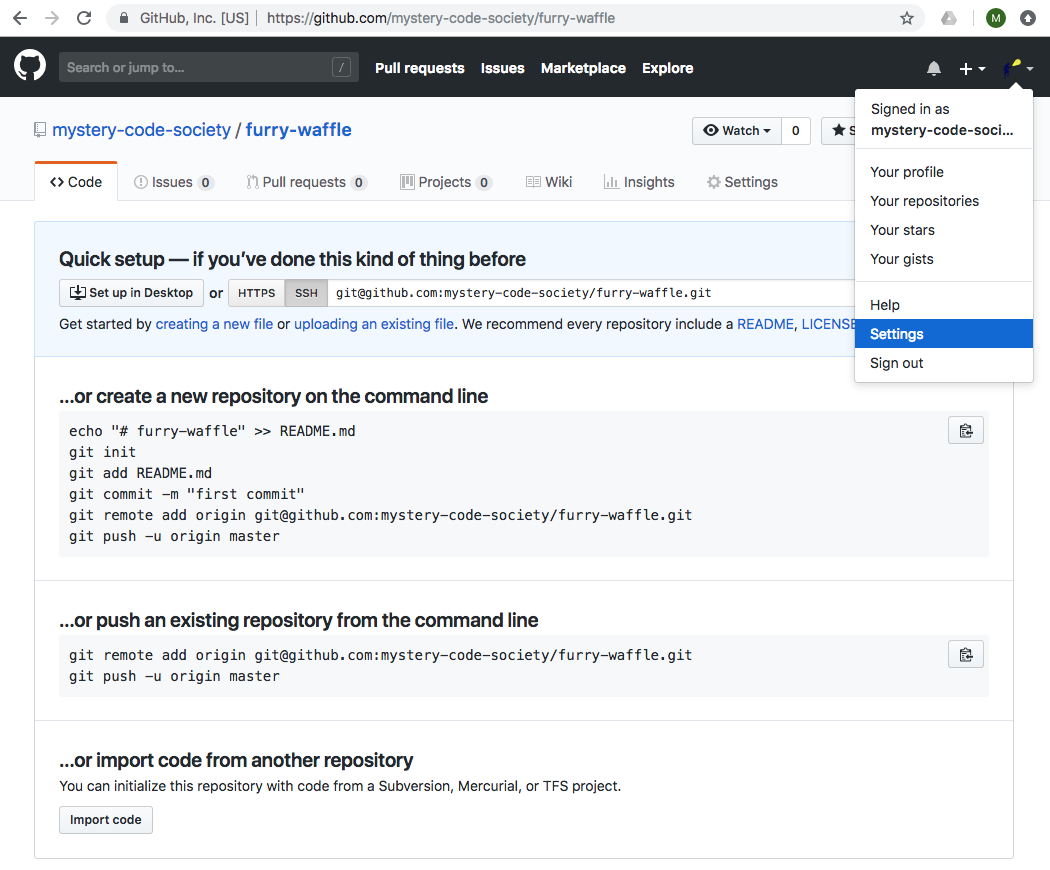 GitHub, Inc. [US] | https://github.com/mystery-code-society/furry-waffle
M
Search or jump to... /
Pull requests Issues Marketplace Explore
mystery-code-society / furry-waffle
Watch 0
S
Code Issues 0 Pull requests 0 Projects 0 Wiki Insights Settings
Signed in as
mystery-code-soci...
Your profile
Your repositories
Your stars
Your gists
Help
Settings
Sign out
Quick setup — if you’ve done this kind of thing before
Set up in Desktop or HTTPS SSH git@github.com:mystery-code-society/furry-waffle.git
Get started by creating a new file or uploading an existing file. We recommend every repository include a README, LICENSE
…or create a new repository on the command line
echo "# furry-waffle" >> README.md
git init
git add README.md
git commit -m "first commit"
git remote add origin git@github.com:mystery-code-society/furry-waffle.git
git push -u origin master
…or push an existing repository from the command line
git remote add origin git@github.com:mystery-code-society/furry-waffle.git
git push -u origin master
…or import code from another repository
You can initialize this repository with code from a Subversion, Mercurial, or TFS project.
Import code